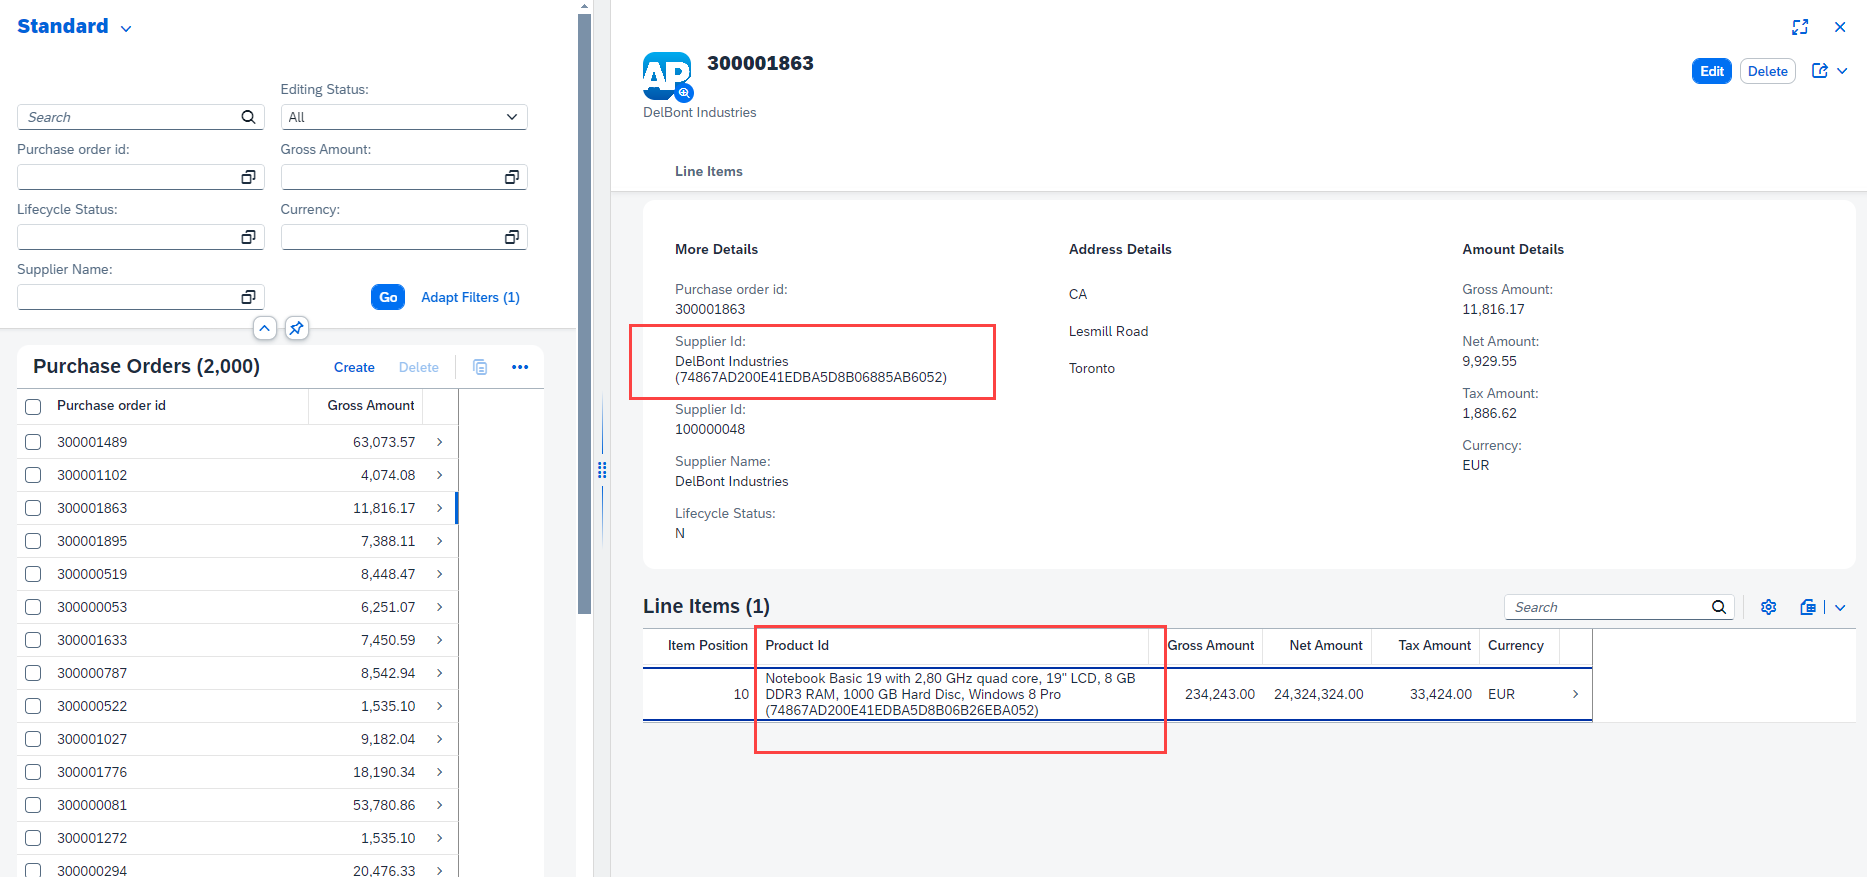 Standard
Editing Status:
Search
All
Purchase order id:
Gross Amount:
Lifecycle Status:
Currency:
Supplier Name:
Go
Adapt Filters (1)
Purchase Orders (2,000)
Create
Delete
Purchase order id
Gross Amount
300001489
63,073.57
300001102
4,074.08
300001863
11,816.17
300001895
7,388.11
300000519
8,448.47
300000053
6,251.07
300001633
7,450.59
300000787
8,542.94
300000522
1,535.10
300001027
9,182.04
300001776
18,190.34
300000081
53,780.86
300001272
1,535.10
300000294
20,476.33
AP
300001863
Edit
Delete
DelBont Industries
Line Items
More Details
Purchase order id:
300001863
Supplier Id:
DelBont Industries
(74867AD200E41EDBA5D8B06885AB6052)
Supplier Id:
100000048
Supplier Name:
DelBont Industries
Lifecycle Status:
N
Address Details
CA
Lesmill Road
Toronto
Amount Details
Gross Amount:
11,816.17
Net Amount:
9,929.55
Tax Amount:
1,886.62
Currency:
EUR
Line Items (1)
Search
Item Position
Product Id
Gross Amount
Net Amount
Tax Amount
Currency
10
Notebook Basic 19 with 2,80 GHz quad core, 19" LCD, 8 GB
DDR3 RAM, 1000 GB Hard Disc, Windows 8 Pro
(74867AD200E41EDBA5D8B06B26EBA052)
234,243.00
24,324,324.00
33,424.00
EUR